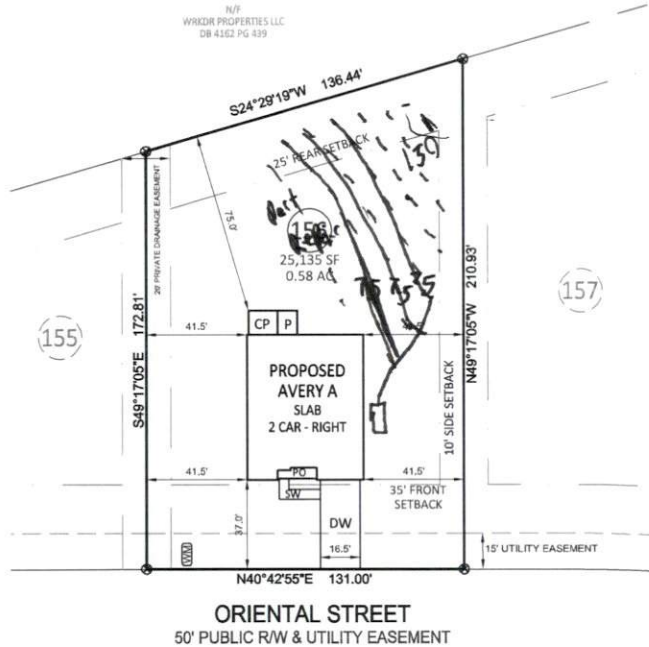 N/F
WRKDR PROPERTIES LLC
DB 4162 PG 439
S24°29'19"W 136.44'
25' REAR SETBACK
20' PRIVATE DRAINAGE EASEMENT
75.0'
156
25,135 SF
0.58 AC
S49°17'05"E 172.81'
N49°17'05"W 210.93'
155
157
75 75 75
41.5'
CP P
PROPOSED
AVERY A
SLAB
2 CAR - RIGHT
10' SIDE SETBACK
41.5'
41.5'
PO
SW
35' FRONT
SETBACK
37.0'
DW
16.5'
WM
15' UTILITY EASEMENT
N40°42'55"E 131.00'
ORIENTAL STREET
50' PUBLIC R/W & UTILITY EASEMENT